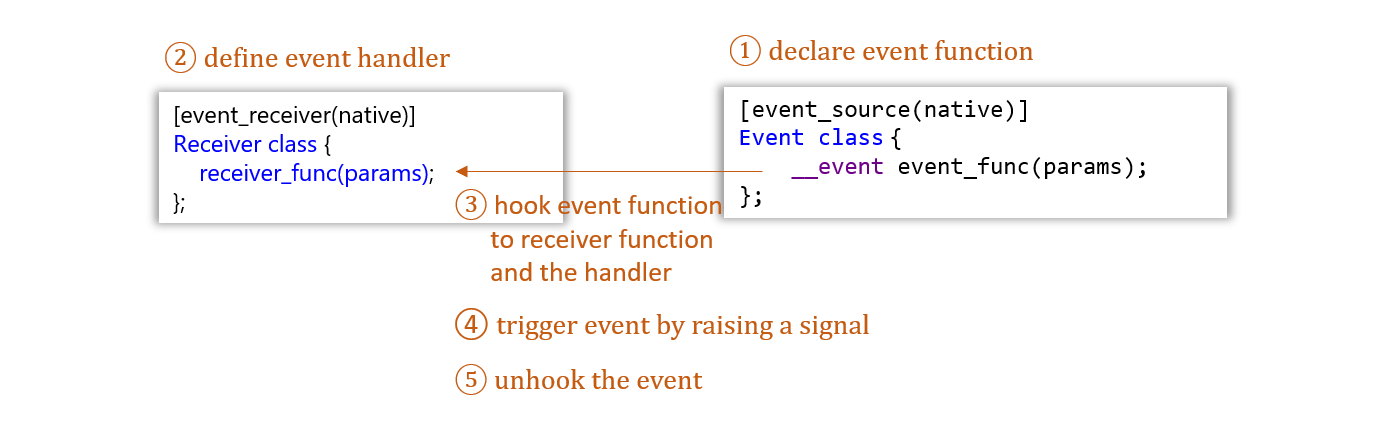 ② define event handler
[event_receiver(native)]
Receiver class {
receiver_func(params);
};
① declare event function
[event_source(native)]
Event class {
__event event_func(params);
};
③ hook event function
to receiver function
and the handler
④ trigger event by raising a signal
⑤ unhook the event